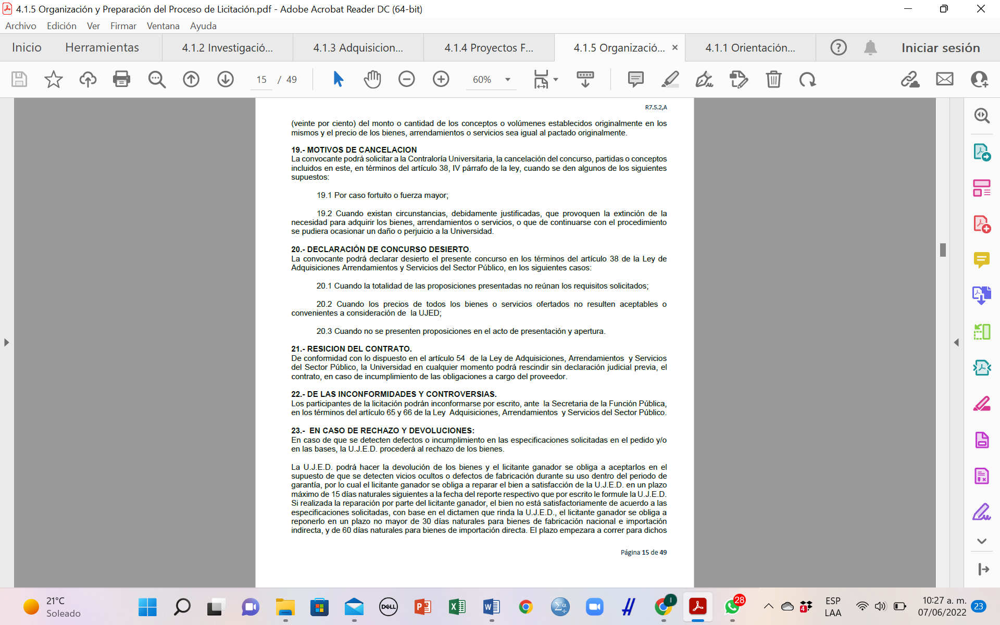 4.1.5 Organización y Preparación del Proceso de Licitación.pdf - Adobe Acrobat Reader DC (64-bit)
Archivo Edición Ver Firmar Ventana Ayuda
Inicio Herramientas 4.1.2 Investigació... 4.1.3 Adquisicion... 4.1.4 Proyectos F... 4.1.5 Organizació... 4.1.1 Orientación... Iniciar sesión
15 / 49 60%
R7.5.2,A
(veinte por ciento) del monto o cantidad de los conceptos o volúmenes establecidos originalmente en los
mismos y el precio de los bienes, arrendamientos o servicios sea igual al pactado originalmente.
19.- MOTIVOS DE CANCELACION
La convocante podrá solicitar a la Contraloría Universitaria, la cancelación del concurso, partidas o conceptos
incluidos en este, en términos del artículo 38, IV párrafo de la ley, cuando se den algunos de los siguientes
supuestos:
19.1 Por caso fortuito o fuerza mayor;
19.2 Cuando existan circunstancias, debidamente justificadas, que provoquen la extinción de la
necesidad para adquirir los bienes, arrendamientos o servicios, o que de continuarse con el procedimiento
se pudiera ocasionar un daño o perjuicio a la Universidad.
20.- DECLARACIÓN DE CONCURSO DESIERTO.
La convocante podrá declarar desierto el presente concurso en los términos del artículo 38 de la Ley de
Adquisiciones Arrendamientos y Servicios del Sector Público, en los siguientes casos:
20.1 Cuando la totalidad de las proposiciones presentadas no reúnan los requisitos solicitados;
20.2 Cuando los precios de todos los bienes o servicios ofertados no resulten aceptables o
convenientes a consideración de la UJED;
20.3 Cuando no se presenten proposiciones en el acto de presentación y apertura.
21.- RESICION DEL CONTRATO.
De conformidad con lo dispuesto en el artículo 54 de la Ley de Adquisiciones, Arrendamientos y Servicios
del Sector Público, la Universidad en cualquier momento podrá rescindir sin declaración judicial previa, el
contrato, en caso de incumplimiento de las obligaciones a cargo del proveedor.
22.- DE LAS INCONFORMIDADES Y CONTROVERSIAS.
Los participantes de la licitación podrán inconformarse por escrito, ante la Secretaria de la Función Pública,
en los términos del artículo 65 y 66 de la Ley Adquisiciones, Arrendamientos y Servicios del Sector Público.
23.- EN CASO DE RECHAZO Y DEVOLUCIONES:
En caso de que se detecten defectos o incumplimiento en las especificaciones solicitadas en el pedido y/o
en las bases, la U.J.E.D. procederá al rechazo de los bienes.
La U.J.E.D. podrá hacer la devolución de los bienes y el licitante ganador se obliga a aceptarlos en el
supuesto de que se detecten vicios ocultos o defectos de fabricación durante su uso dentro del periodo de
garantía, por lo cual el licitante ganador se obliga a reparar el bien a satisfacción de la U.J.E.D. en un plazo
máximo de 15 días naturales siguientes a la fecha del reporte respectivo que por escrito le formule la U.J.E.D.
Si realizada la reparación por parte del licitante ganador, el bien no está satisfactoriamente de acuerdo a las
especificaciones solicitadas, con base en el dictamen que rinda la U.J.E.D., el licitante ganador se obliga a
reponerlo en un plazo no mayor de 30 días naturales para bienes de fabricación nacional e importación
indirecta, y de 60 días naturales para bienes de importación directa. El plazo empezara a correr para dichos
Página 15 de 49
21°C
Soleado
DELL
28
4
ESP
LAA
10:27 a. m.
07/06/2022
23